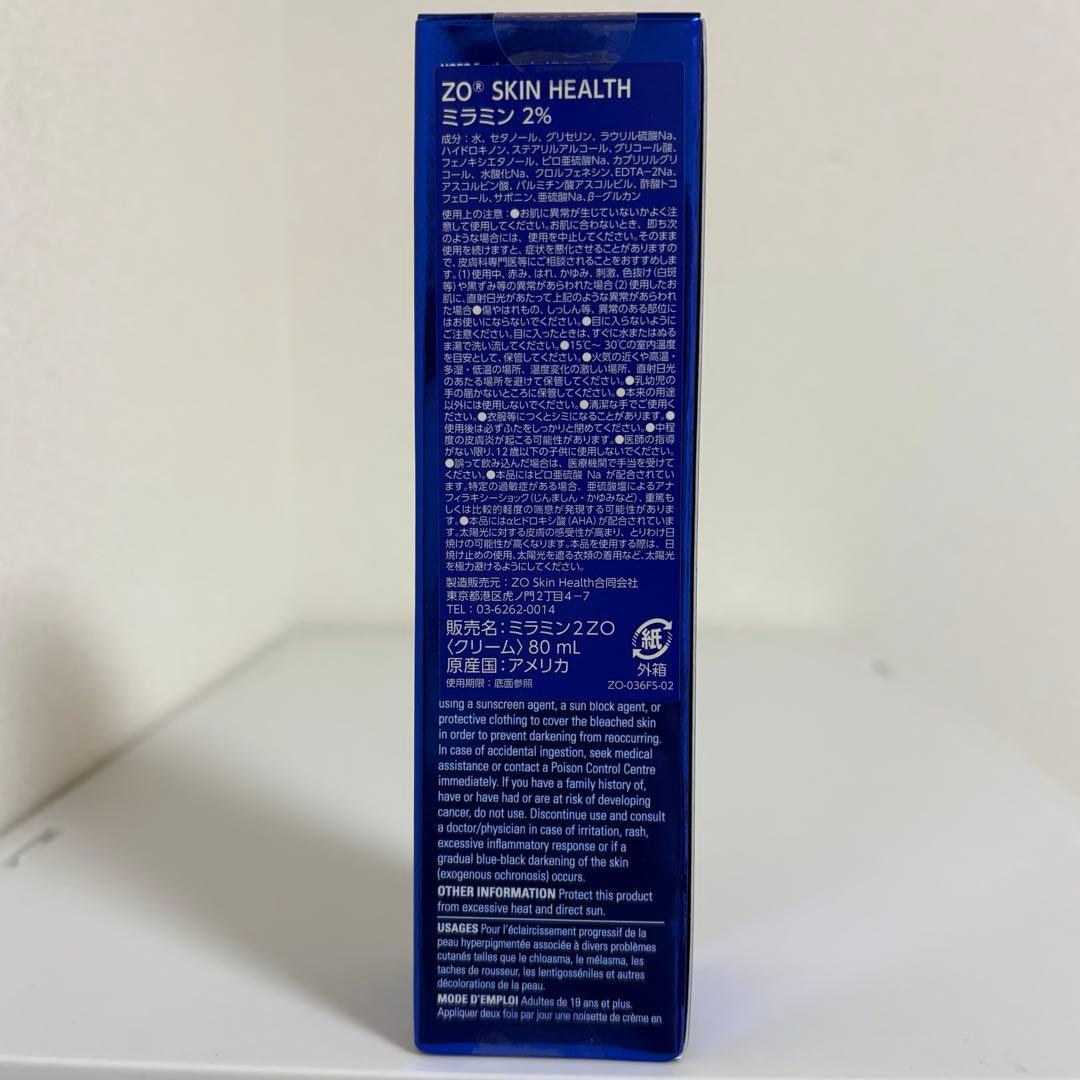 ZO® SKIN HEALTH
ミラミン 2%
成分：水、セタノール、グリセリン、ラウリル硫酸Na、
ハイドロキノン、ステアリルアルコール、グリコール酸、
フェノキシエタノール、ピロ亜硫酸Na、カプリリルグリ
コール、水酸化Na、クロルフェネシン、EDTA−2Na、
アスコルビン酸、パルミチン酸アスコルビル、酢酸トコ
フェロール、サポニン、亜硫酸Na、β−グルカン
使用上の注意：●お肌に異常が生じていないかよく注
意して使用してください。お肌に合わないとき、即ち次
のような場合には、使用を中止してください。そのまま
使用を続けますと、症状を悪化させることがありますの
で、皮膚科専門医等にご相談されることをおすすめしま
す。(1)使用中、赤み、はれ、かゆみ、刺激、色抜け(白斑
等)や黒ずみ等の異常があらわれた場合(2)使用したお
肌に、直射日光があたって上記のような異常があらわれ
た場合●傷やはれもの、しっしん等、異常のある部位に
はお使いにならないでください。●目に入らないように
ご注意ください。目に入ったときは、すぐに水またはぬる
ま湯で洗い流してください。●15℃～ 30℃の室内温度
を目安として、保管してください。●火気の近くや高温・
多湿・低温の場所、温度変化の激しい場所、直射日光
のあたる場所を避けて保管してください。●乳幼児の
手の届かないところに保管してください。●本来の用途
以外には使用しないでください。●清潔な手でご使用く
ださい。●衣服等につくとシミになることがあります。●
使用後は必ずふたをしっかりと閉めてください。●中程
度の皮膚炎が起こる可能性があります。●医師の指導
がない限り、12歳以下の子供に使用しないでください。
●誤って飲み込んだ場合は、医療機関で手当を受けて
ください。●本品にはピロ亜硫酸 Na が配合されてい
ます。特定の過敏症がある場合、亜硫酸塩によるアナ
フィラキシーショック(じんましん・かゆみなど)、重篤も
しくは比較的軽度の喘息が発現する可能性がありま
す。●本品にはαヒドロキシ酸(AHA)が配合されていま
す。太陽光に対する皮膚の感受性が高まり、とりわけ日
焼けの可能性が高くなります。本品を使用する際は、日
焼け止めの使用、太陽光を遮る衣類の着用など、太陽光
を極力避けるようにしてください。
製造販売元：ZO Skin Health合同会社
東京都港区虎ノ門2丁目4−7
TEL：03-6262-0014
販売名：ミラミン2ZO
〈クリーム〉80 mL
原産国：アメリカ
使用期限：底面参照
紙
外箱
ZO-036FS-02
using a sunscreen agent, a sun block agent, or
protective clothing to cover the bleached skin
in order to prevent darkening from reoccurring.
In case of accidental ingestion, seek medical
assistance or contact a Poison Control Centre
immediately. If you have a family history of,
have or have had or are at risk of developing
cancer, do not use. Discontinue use and consult
a doctor/physician in case of irritation, rash,
excessive inflammatory response or if a
gradual blue-black darkening of the skin
(exogenous ochronosis) occurs.
OTHER INFORMATION Protect this product
from excessive heat and direct sun.
USAGES Pour l'éclaircissement progressif de la
peau hyperpigmentée associée à divers problèmes
cutanés telles que le chloasma, le mélasma, les
taches de rousseur, les lentigosséniles et autres
décolorations de la peau.
MODE D'EMPLOI Adultes de 19 ans et plus.
Appliquer deux fois par jour une noisette de crème en